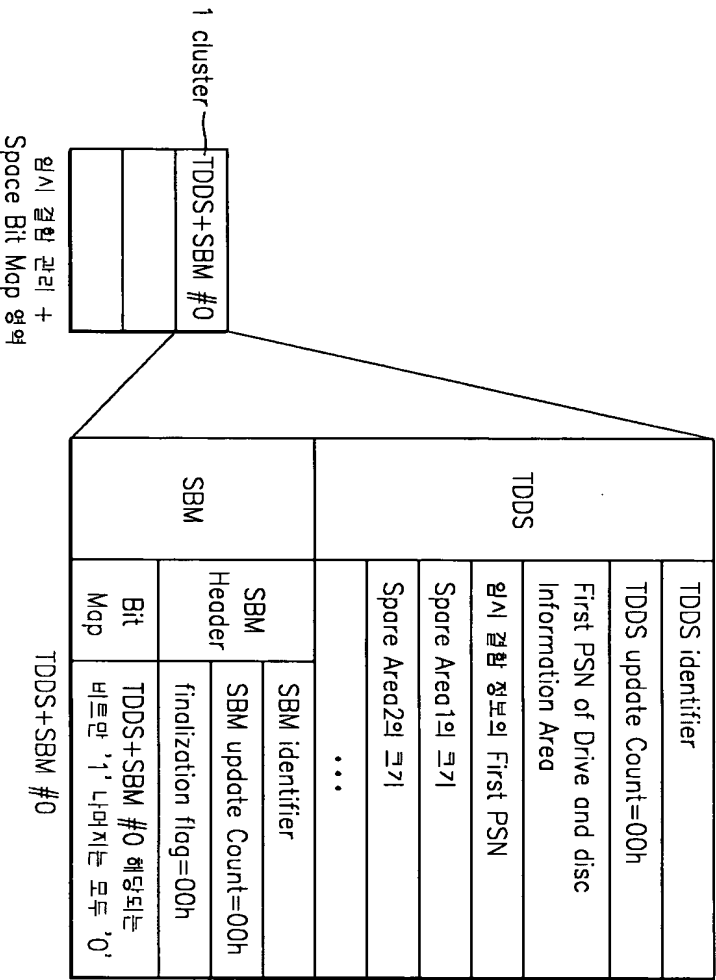 1 cluster
TDDS+SBM #0
임시 결함 관리 +
Space Bit Map 영역
TDDS
TDDS identifier
TDDS update Count=00h
First PSN of Drive and disc
Information Area
임시 결함 정보의 First PSN
Spare Area1의 크기
Spare Area2의 크기
...
SBM
SBM
Header
SBM identifier
SBM update Count=00h
finalization flag=00h
Bit
Map
TDDS+SBM #0 해당되는
비트만 '1' 나머지는 모두 '0'
TDDS+SBM #0